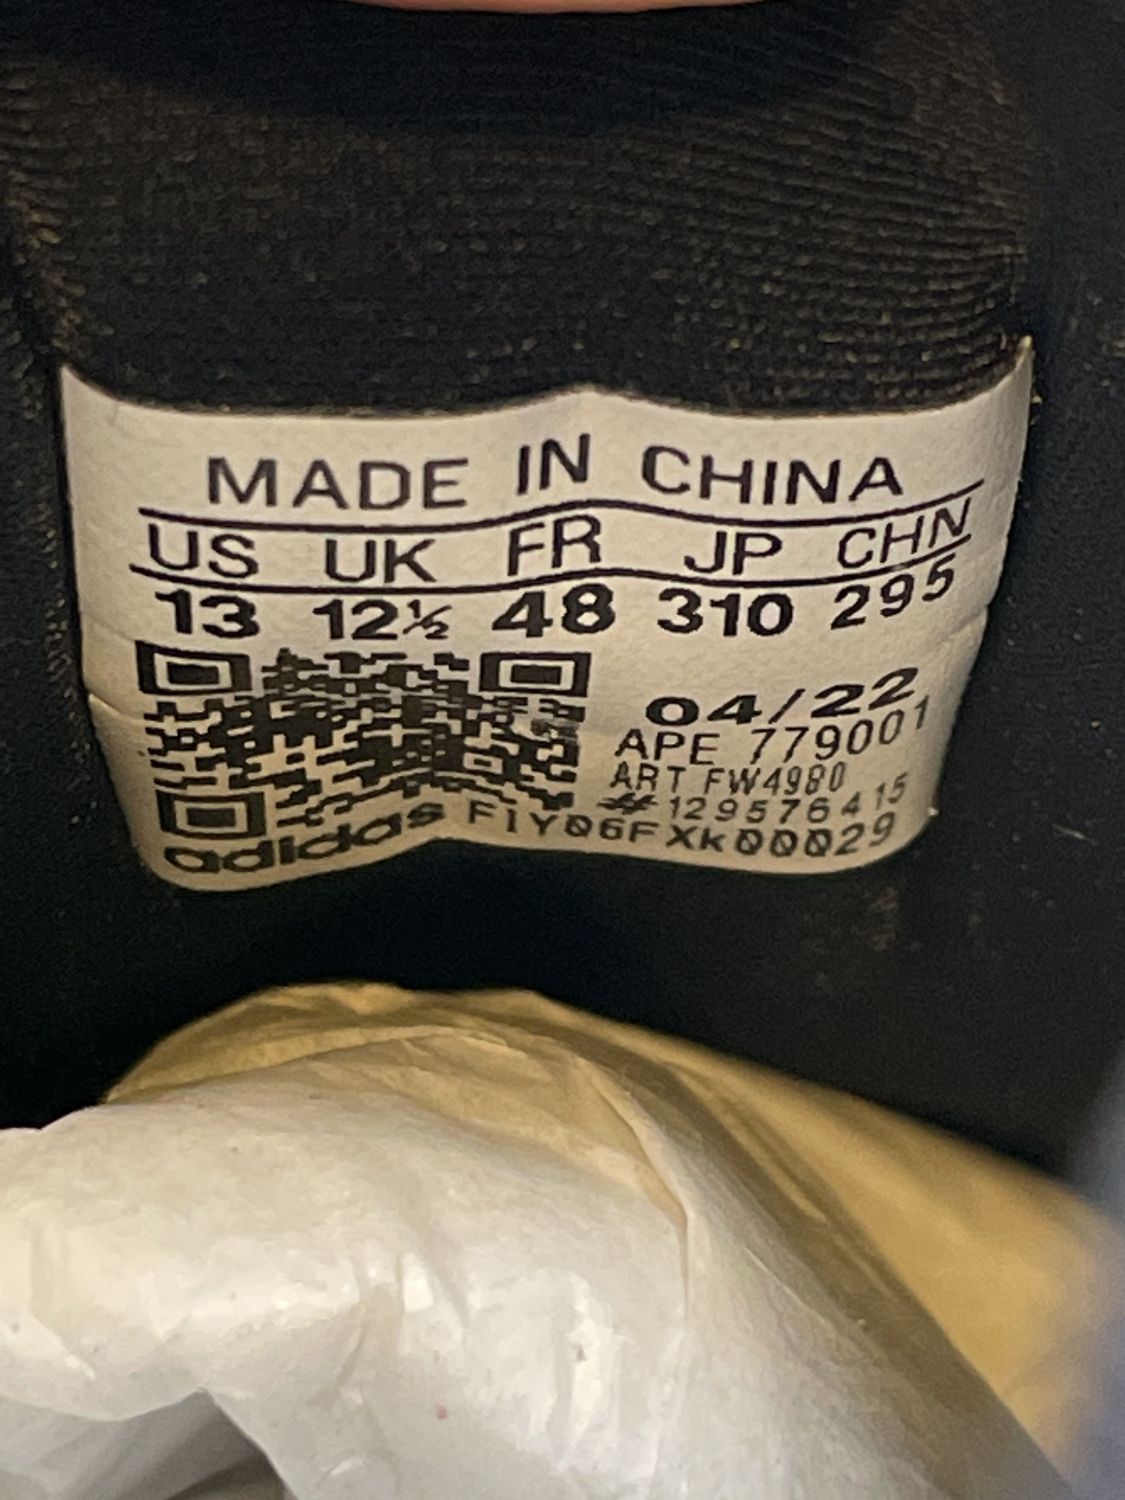 MADE IN CHINA
US UK FR JP CHN
13 12½ 48 310 295
04/22
APE 779001
ART FW4980
# 129576415
adidas F1Y06FXk00029